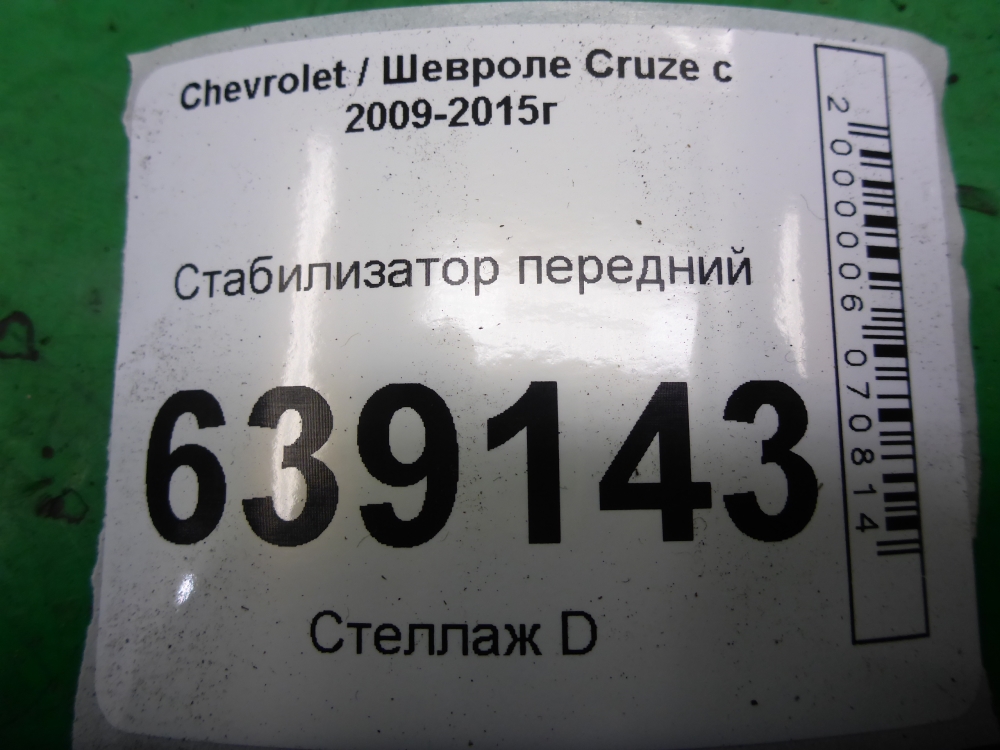 Chevrolet / Шевроле Cruze с
2009-2015г
Стабилизатор передний
639143
Стеллаж D
2000006070814